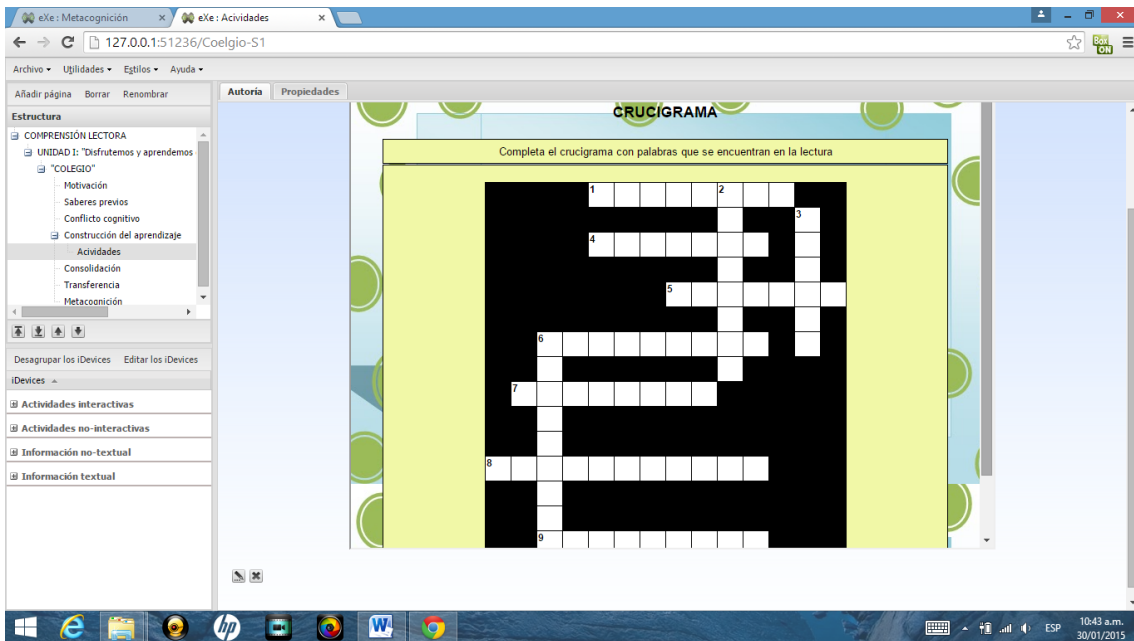 eXe : Metacognición
eXe : Acividades
127.0.0.1:51236/Coelgio-S1
Box
ON
Archivo Utilidades Estilos Ayuda
Añadir página Borrar Renombrar
Autoría Propiedades
Estructura
COMPRENSIÓN LECTORA
UNIDAD I: "Disfrutemos y aprendemos
"COLEGIO"
Motivación
Saberes previos
Conflicto cognitivo
Construcción del aprendizaje
Acividades
Consolidación
Transferencia
Metacognición
Desagrupar los iDevices Editar los iDevices
iDevices
Actividades interactivas
Actividades no-interactivas
Información no-textual
Información textual
CRUCIGRAMA
Completa el crucigrama con palabras que se encuentran en la lectura
1 2
3
4
5
6
7
8
9
hp
W
ESP
10:43 a.m.
30/01/2015